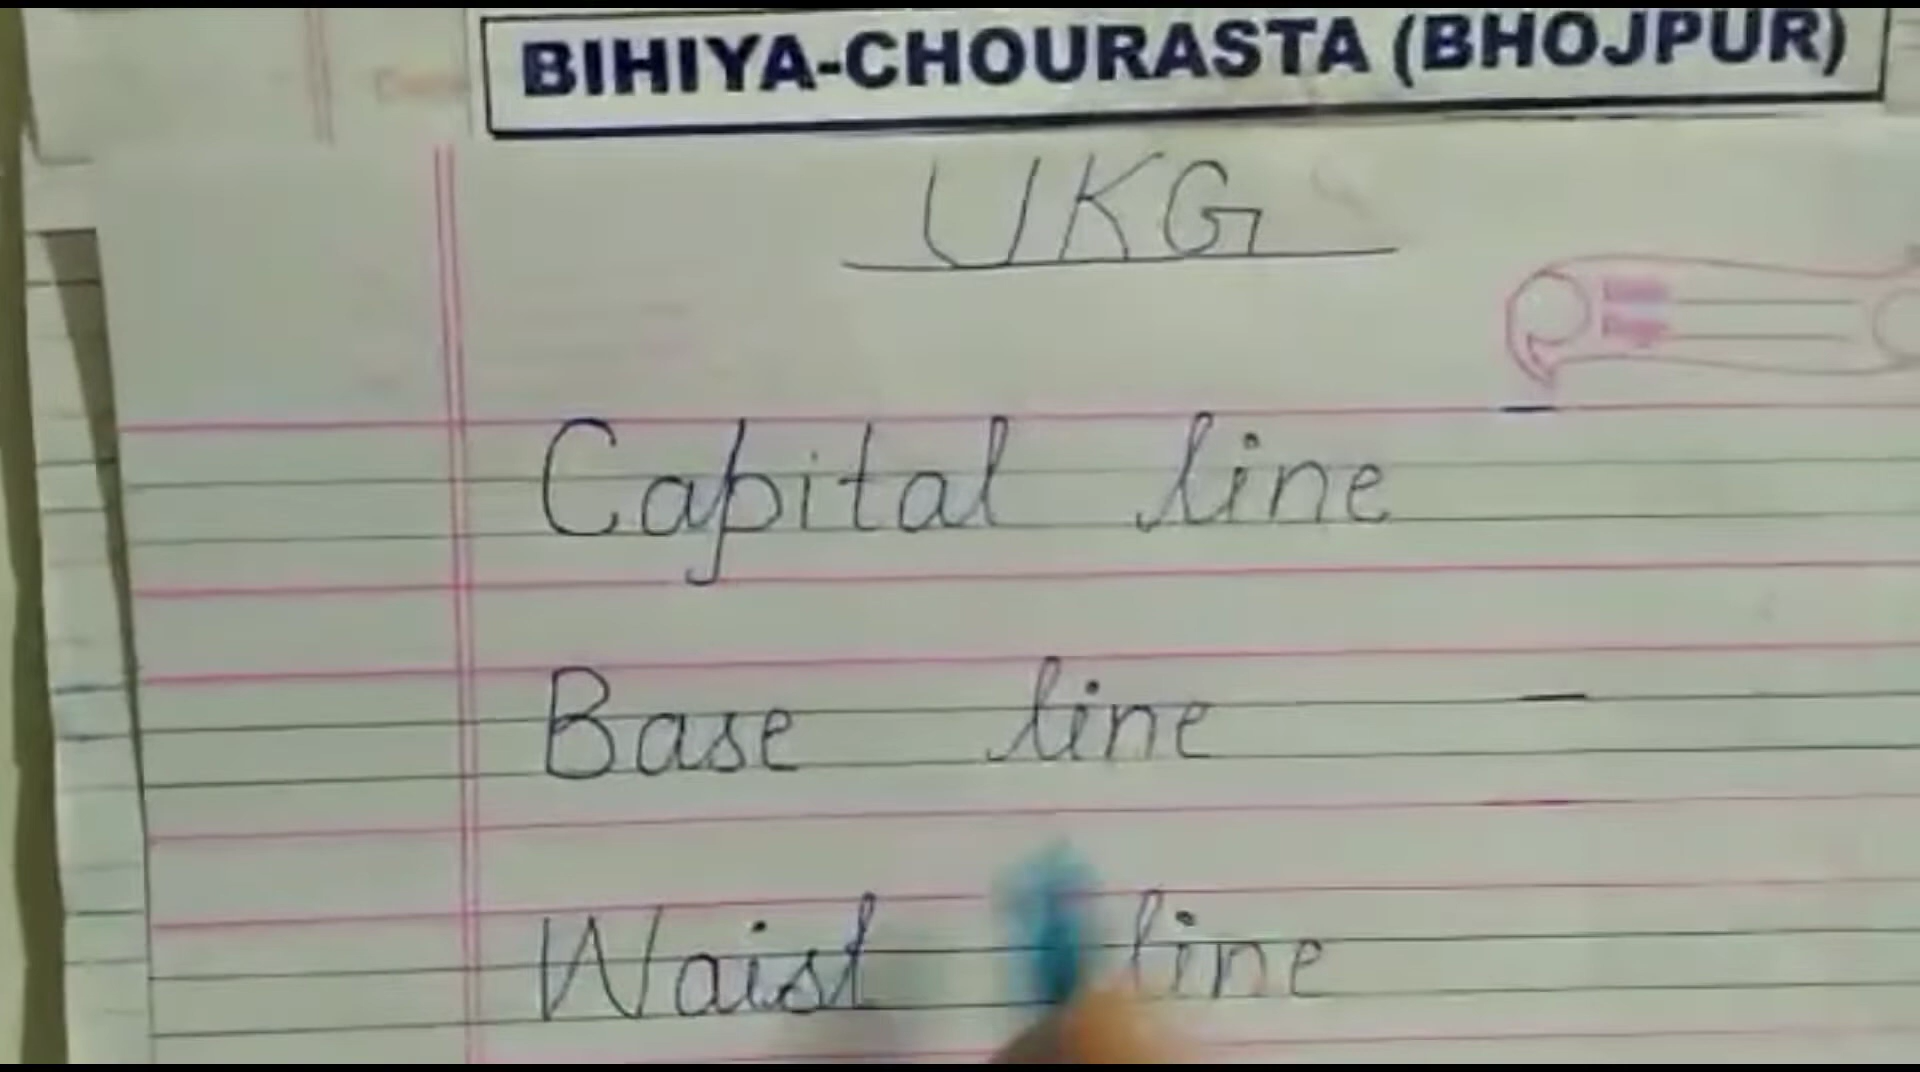 BIHIYA-CHOURASTA (BHOJPUR)
UKG
Capital line
Base line
Waist line